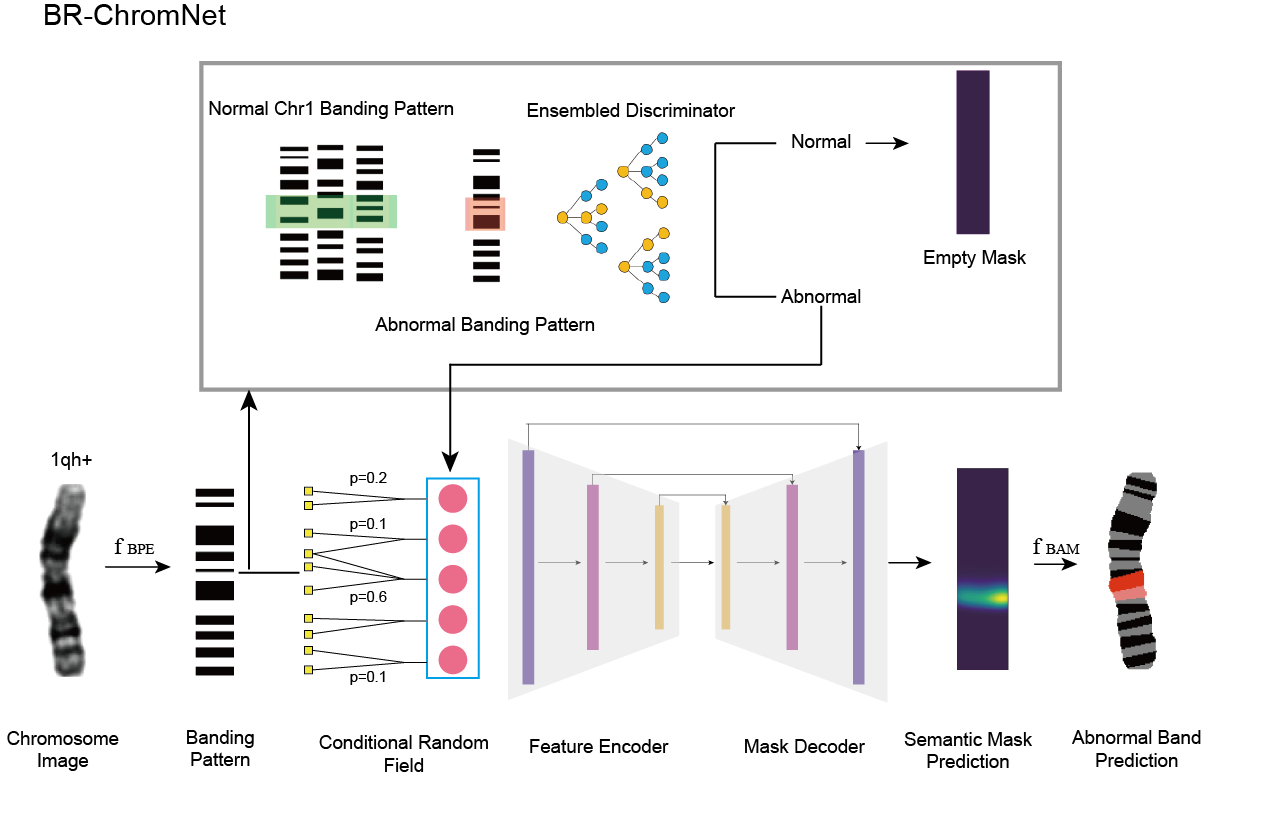 BR-ChromNet
Normal Chr1 Banding Pattern
Ensembled Discriminator
Normal
Empty Mask
Abnormal
Abnormal Banding Pattern
1qh+
f BPE
p=0.2
p=0.1
p=0.6
p=0.1
f BAM
Chromosome
Image
Banding
Pattern
Conditional Random
Field
Feature Encoder
Mask Decoder
Semantic Mask
Prediction
Abnormal Band
Prediction